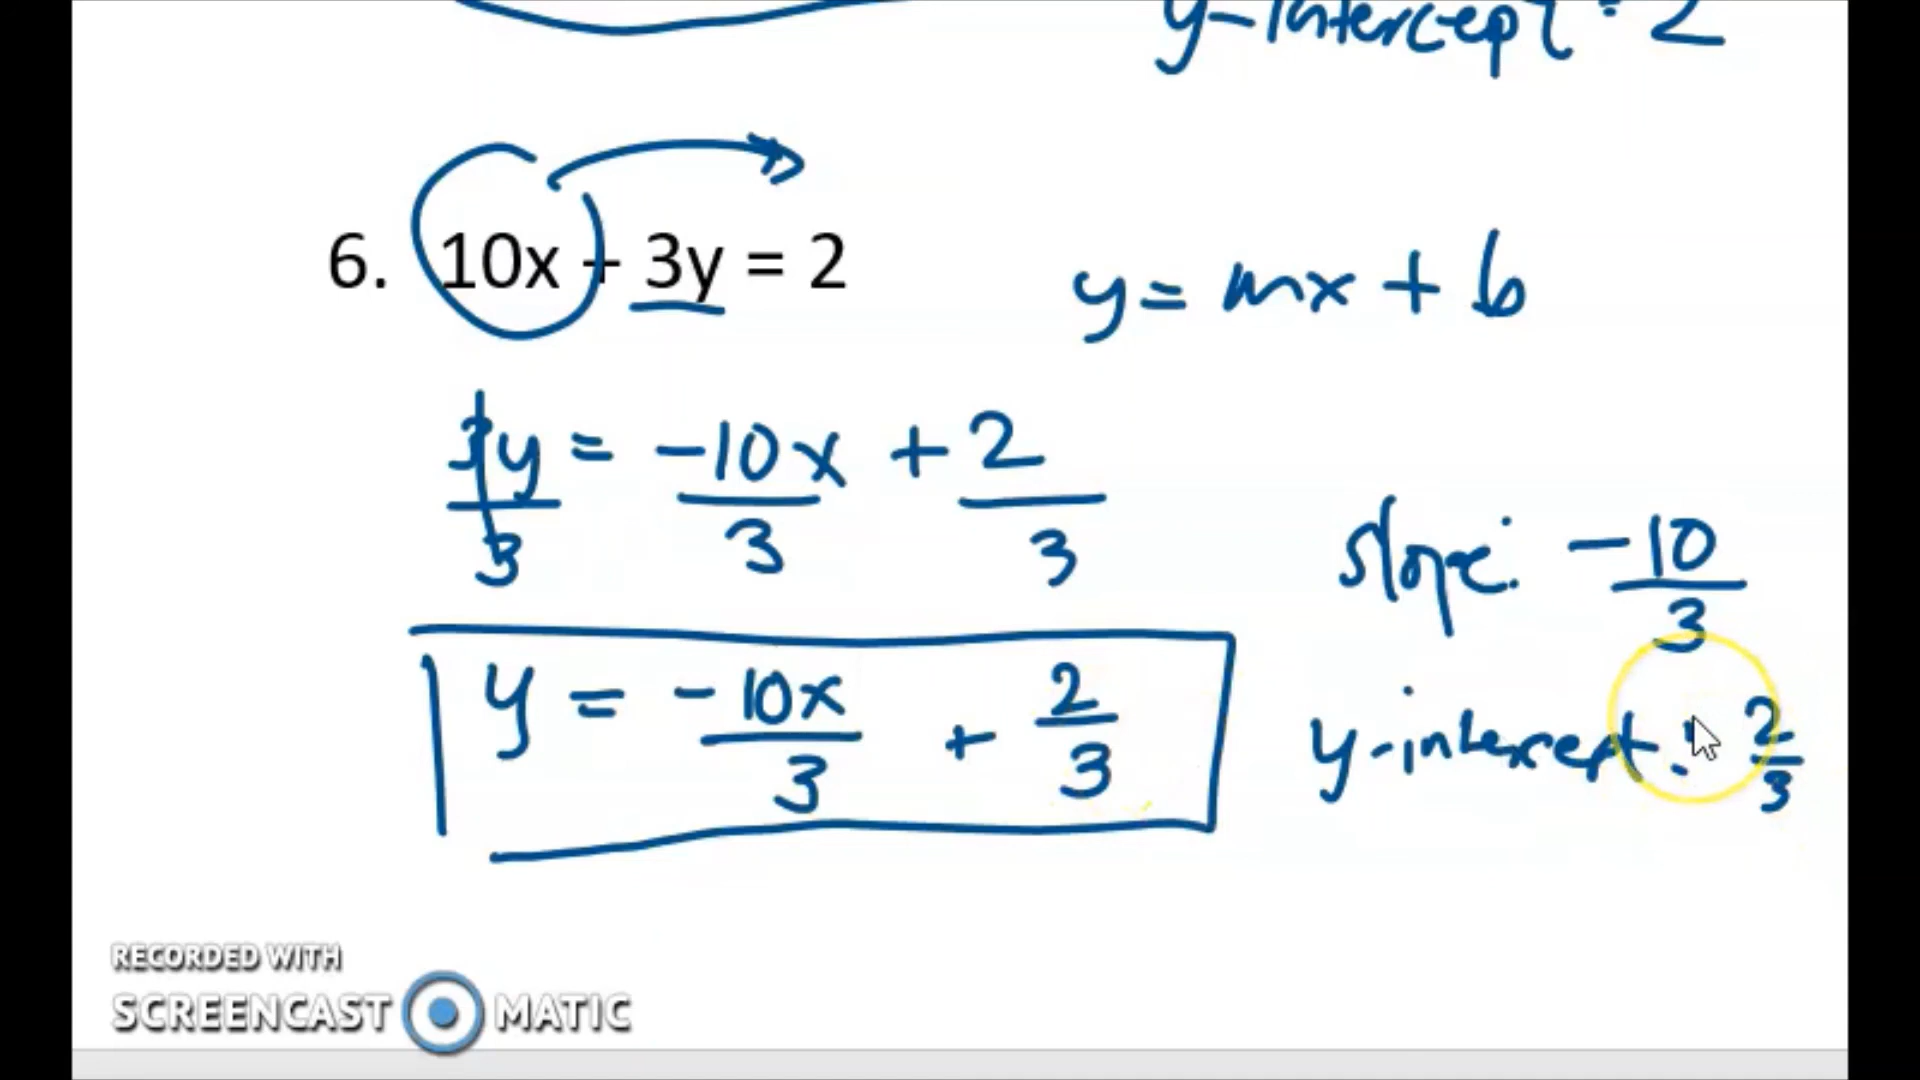 y-intercept: 2
6. 10x + 3y = 2
y = mx + b
3y = -10x + 2
3 3 3
slope: -10
3
y = -10x + 2
3 3
y-intercept: 2
3
RECORDED WITH
SCREENCAST MATIC